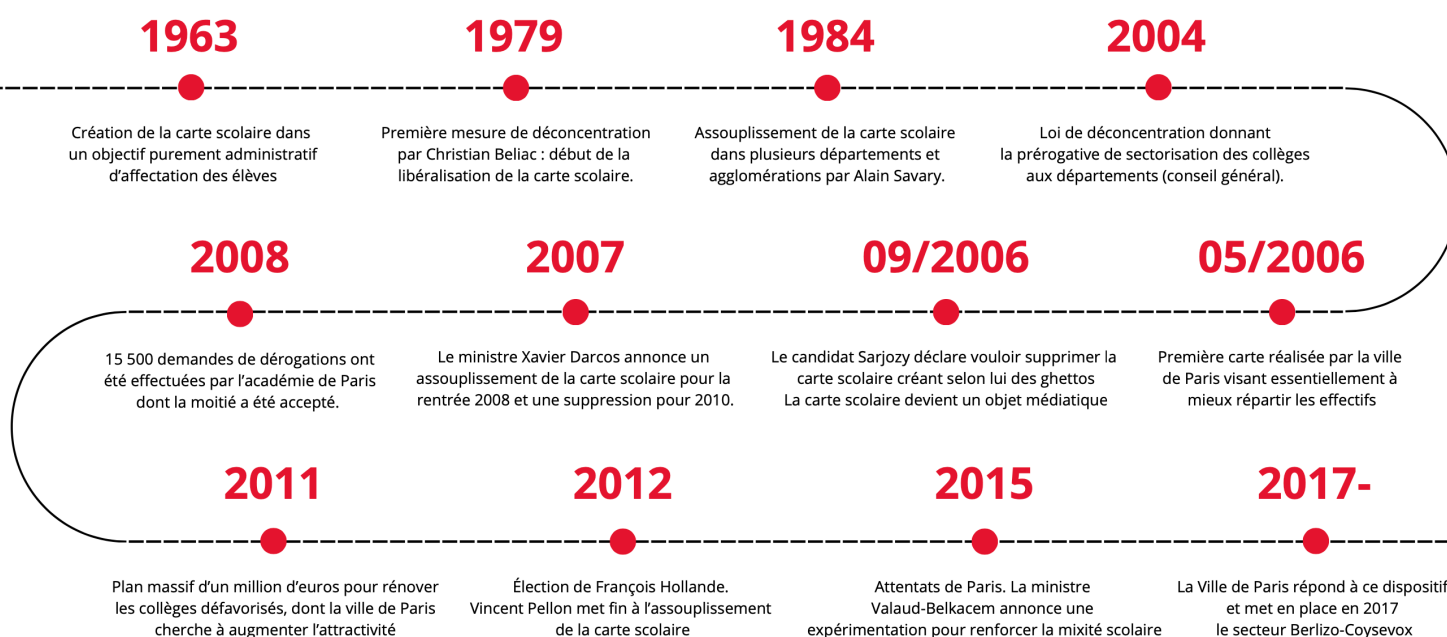 1963
Création de la carte scolaire dans
un objectif purement administratif
d’affectation des élèves
1979
Première mesure de déconcentration
par Christian Beliac : début de la
libéralisation de la carte scolaire.
1984
Assouplissement de la carte scolaire
dans plusieurs départements et
agglomérations par Alain Savary.
2004
Loi de déconcentration donnant
la prérogative de sectorisation des collèges
aux départements (conseil général).
05/2006
Première carte réalisée par la ville
de Paris visant essentiellement à
mieux répartir les effectifs
09/2006
Le candidat Sarjozy déclare vouloir supprimer la
carte scolaire créant selon lui des ghettos
La carte scolaire devient un objet médiatique
2007
Le ministre Xavier Darcos annonce un
assouplissement de la carte scolaire pour la
rentrée 2008 et une suppression pour 2010.
2008
15 500 demandes de dérogations ont
été effectuées par l’académie de Paris
dont la moitié a été accepté.
2011
Plan massif d’un million d’euros pour rénover
les collèges défavorisés, dont la ville de Paris
cherche à augmenter l’attractivité
2012
Élection de François Hollande.
Vincent Pellon met fin à l’assouplissement
de la carte scolaire
2015
Attentats de Paris. La ministre
Valaud-Belkacem annonce une
expérimentation pour renforcer la mixité scolaire
2017-
La Ville de Paris répond à ce dispositif
et met en place en 2017
le secteur Berlizo-Coysevox